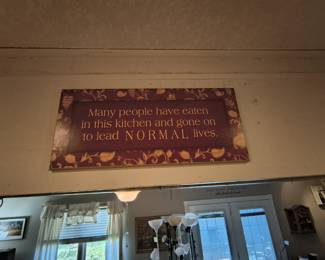 Many people have eaten
in this kitchen and gone on
to lead NORMAL lives.